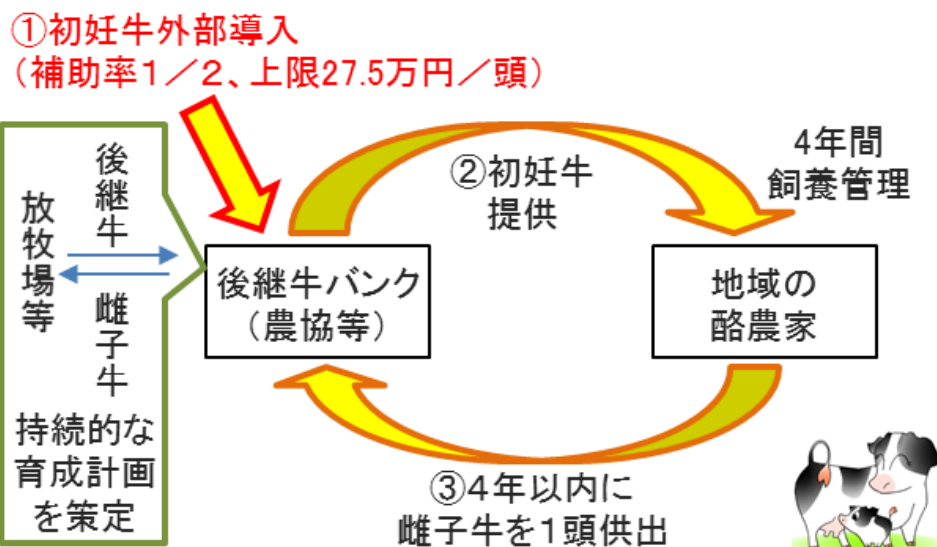 ①初妊牛外部導入
（補助率１／２、上限27.5万円／頭）
放牧場等
後継牛
雌子牛
持続的な
育成計画
を策定
②初妊牛
提供
4年間
飼養管理
後継牛バンク
（農協等）
地域の
酪農家
③４年以内に
雌子牛を１頭供出